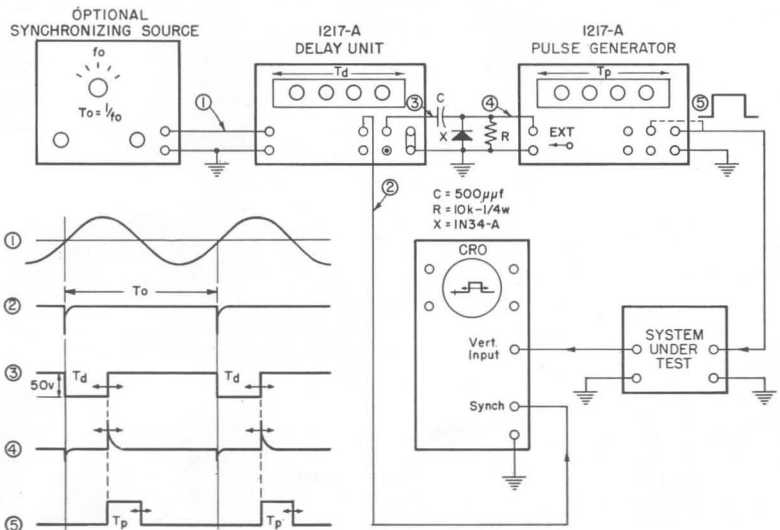 OPTIONAL
SYNCHRONIZING SOURCE
fo
To = 1/fo
①
1217-A
DELAY UNIT
Td
②
③
C
X
R
④
1217-A
PULSE GENERATOR
Tp
EXT
⑤
C = 500μμf
R = 10k-1/4w
X = 1N34-A
CRO
Vert.
Input
Synch
SYSTEM
UNDER
TEST
①
To
②
③
50v
Td
Td
④
⑤
Tp
Tp